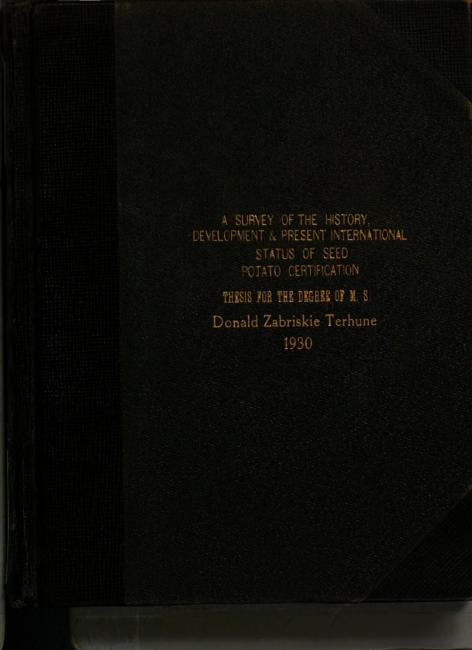 A SURVEY OF THE HISTORY,
DEVELOPMENT & PRESENT INTERNATIONAL
STATUS OF SEED
POTATO CERTIFICATION
THESIS FOR THE DEGREE OF M. S
Donald Zabriskie Terhune
1930